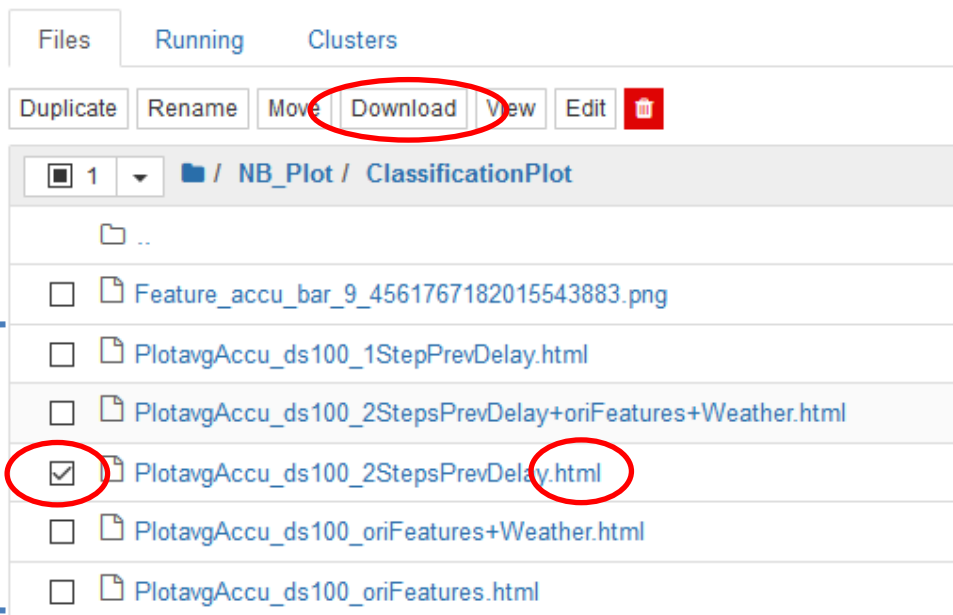 Files Running Clusters
Duplicate Rename Move Download View Edit
1 / NB_Plot / ClassificationPlot
..
Feature_accu_bar_9_4561767182015543883.png
PlotavgAccu_ds100_1StepPrevDelay.html
PlotavgAccu_ds100_2StepsPrevDelay+oriFeatures+Weather.html
PlotavgAccu_ds100_2StepsPrevDelay.html
PlotavgAccu_ds100_oriFeatures+Weather.html
PlotavgAccu_ds100_oriFeatures.html